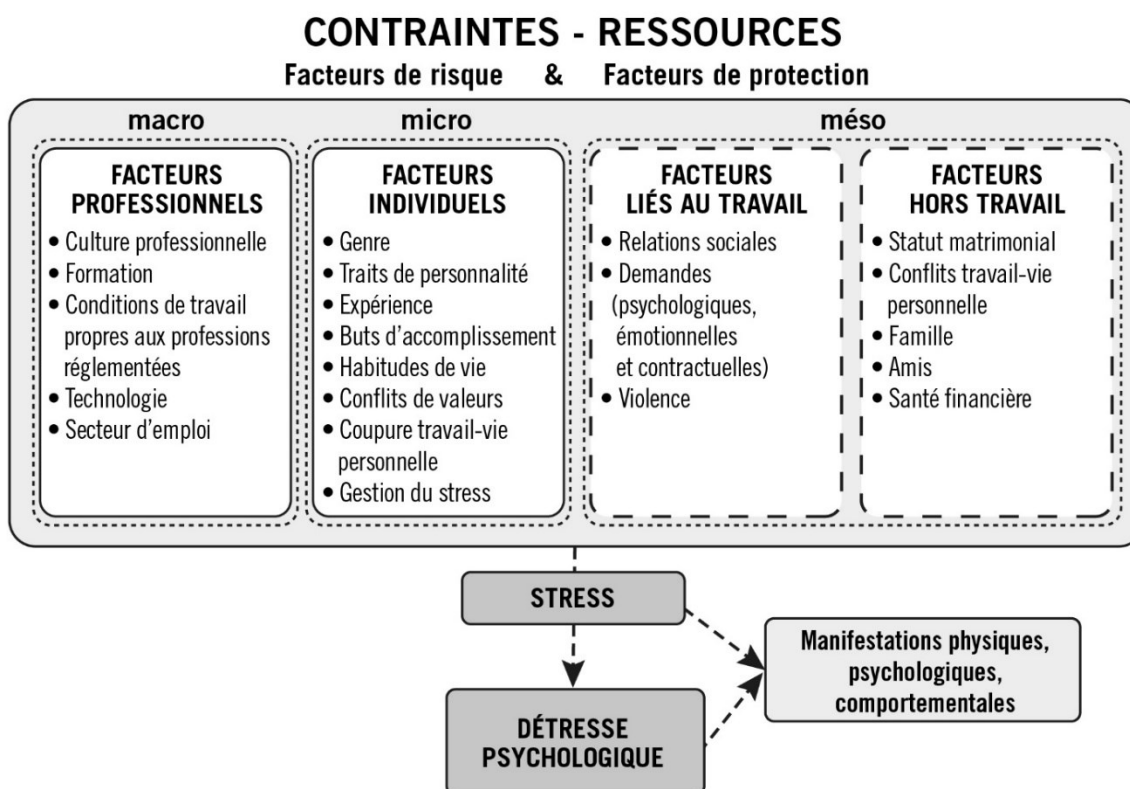 CONTRAINTES - RESSOURCES
Facteurs de risque & Facteurs de protection
macro
FACTEURS
PROFESSIONNELS
• Culture professionnelle
• Formation
• Conditions de travail
propres aux professions
réglementées
• Technologie
• Secteur d'emploi
micro
FACTEURS
INDIVIDUELS
• Genre
• Traits de personnalité
• Expérience
• Buts d'accomplissement
• Habitudes de vie
• Conflits de valeurs
• Coupure travail-vie
personnelle
• Gestion du stress
méso
FACTEURS
LIÉS AU TRAVAIL
• Relations sociales
• Demandes
(psychologiques,
émotionnelles
et contractuelles)
• Violence
FACTEURS
HORS TRAVAIL
• Statut matrimonial
• Conflits travail-vie
personnelle
• Famille
• Amis
• Santé financière
STRESS
Manifestations physiques,
psychologiques,
comportementales
DÉTRESSE
PSYCHOLOGIQUE